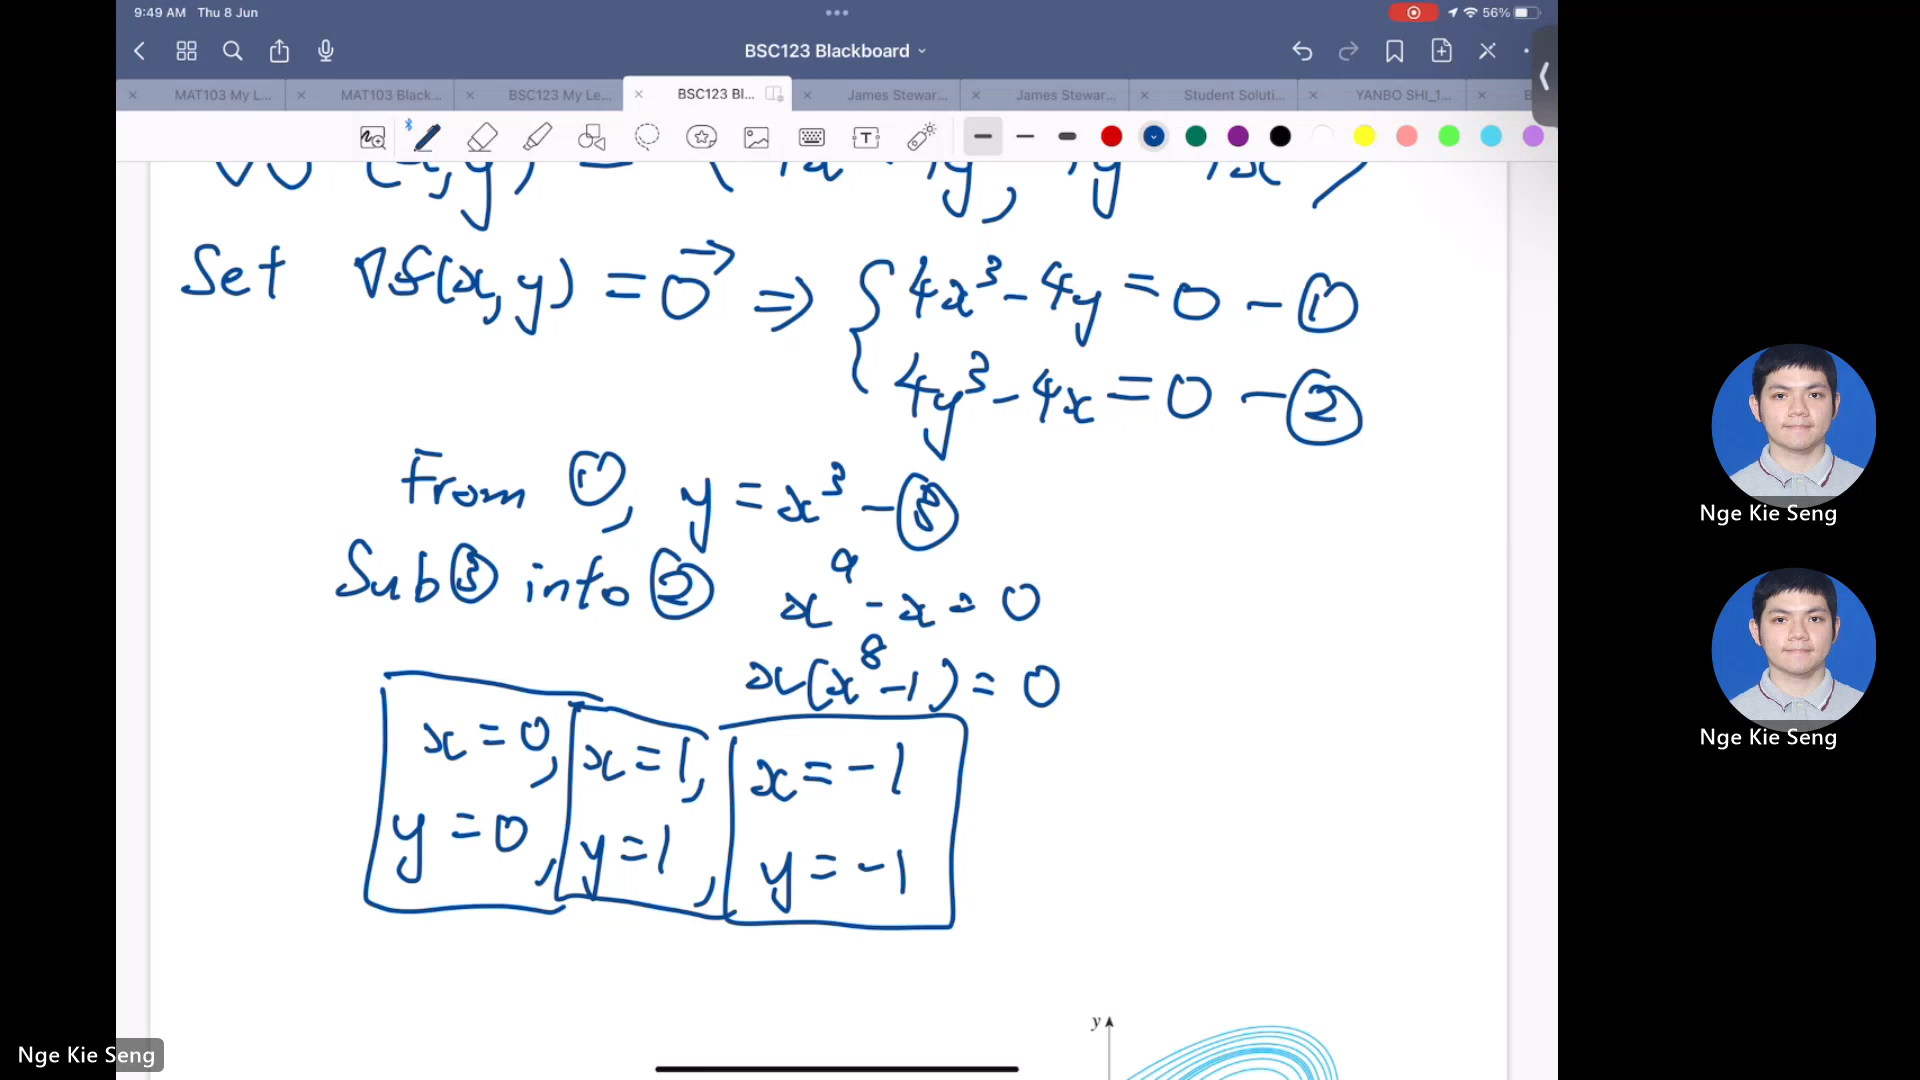 9:49 AM Thu 8 Jun
56%
BSC123 Blackboard
MAT103 My L...
MAT103 Black...
BSC123 My Le...
BSC123 Bl...
James Stewar...
James Stewar...
Student Soluti...
YANBO SHI_1...
Set ∇f(x,y) = 0⃗ ⇒ { 4x³ - 4y = 0 - ①
4y³ - 4x = 0 - ②
From ①, y = x³ - ③
Sub ③ into ② x⁹ - x = 0
x(x⁸ - 1) = 0
x = 0, x = 1, x = -1
y = 0, y = 1, y = -1
y
Nge Kie Seng
Nge Kie Seng
Nge Kie Seng